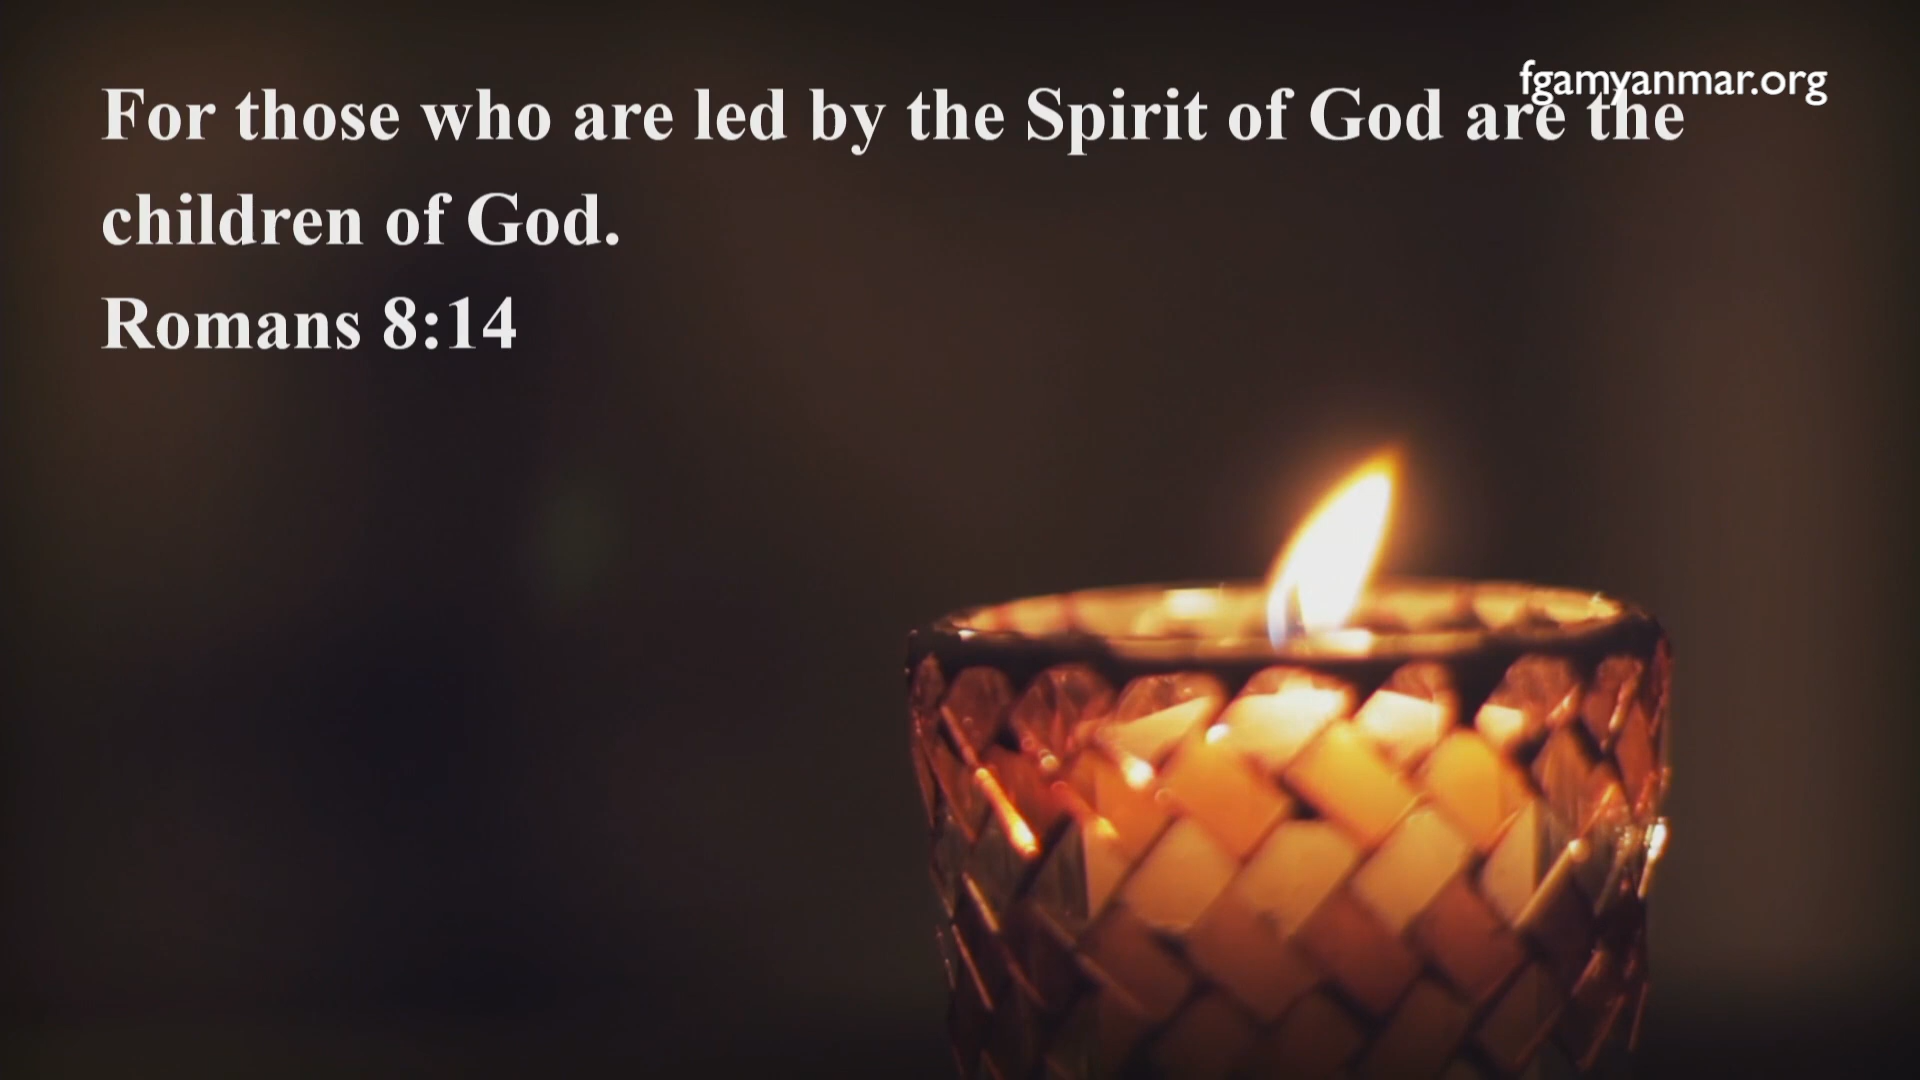 fgamyanmar.org
For those who are led by the Spirit of God are the
children of God.
Romans 8:14